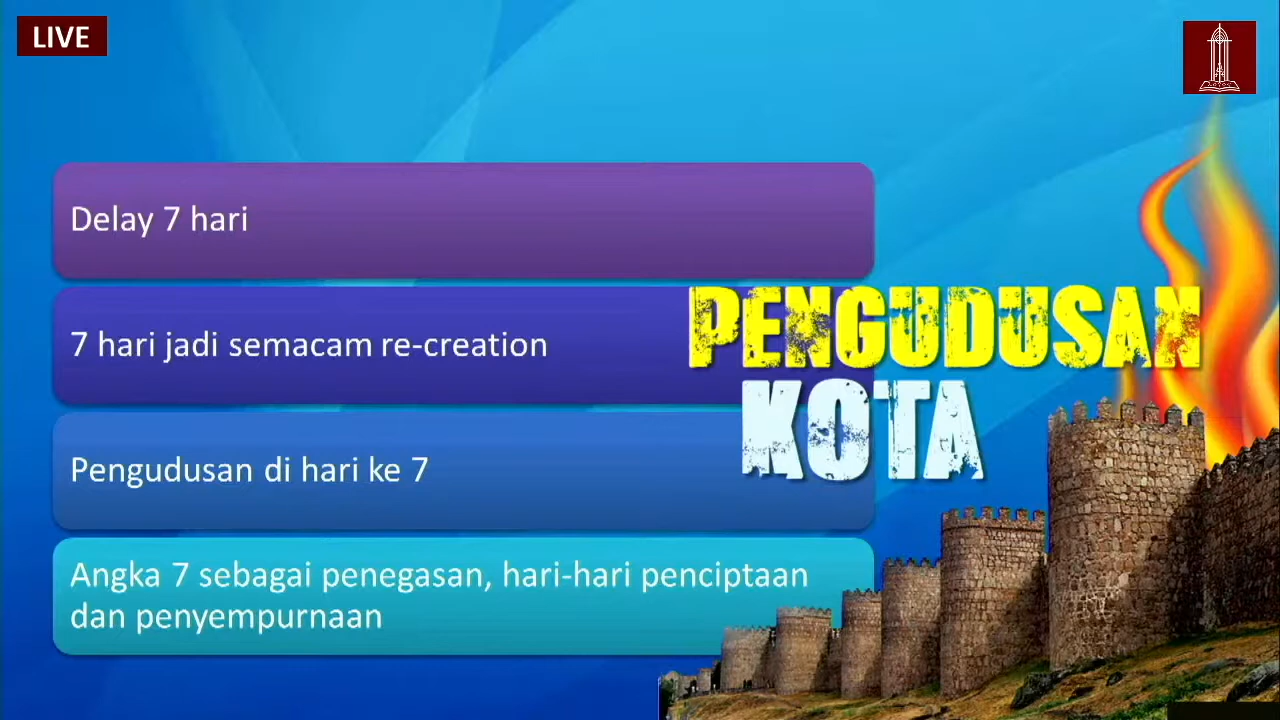 LIVE
Delay 7 hari
7 hari jadi semacam re-creation
Pengudusan di hari ke 7
Angka 7 sebagai penegasan, hari-hari penciptaan
dan penyempurnaan
PENGUDUSAN
KOTA